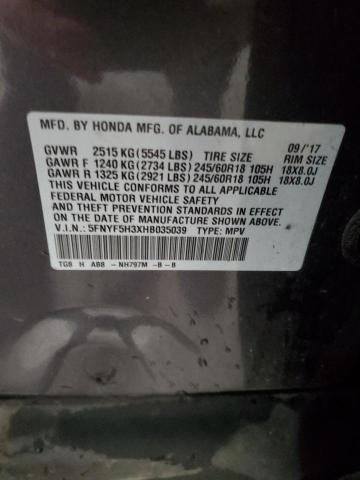 MFD. BY HONDA MFG. OF ALABAMA, LLC
09/'17
GVWR 2515 KG (5545 LBS) TIRE SIZE RIM SIZE
GAWR F 1240 KG (2734 LBS) 245/60R18 105H 18X8.0J
GAWR R 1325 KG (2921 LBS) 245/60R18 105H 18X8.0J
THIS VEHICLE CONFORMS TO ALL APPLICABLE
FEDERAL MOTOR VEHICLE SAFETY
AND THEFT PREVENTION STANDARDS IN EFFECT
ON THE DATE OF MANUFACTURE SHOWN ABOVE.
V.I.N.: 5FNYF5H3XHB035039 TYPE: MPV
TG8 H AB8 - NH797M -B-B